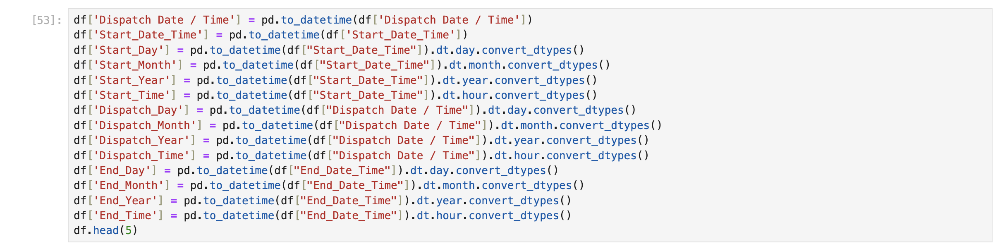 [53]: df['Dispatch Date / Time'] = pd.to_datetime(df['Dispatch Date / Time'])
df['Start_Date_Time'] = pd.to_datetime(df['Start_Date_Time'])
df['Start_Day'] = pd.to_datetime(df["Start_Date_Time"]).dt.day.convert_dtypes()
df['Start_Month'] = pd.to_datetime(df["Start_Date_Time"]).dt.month.convert_dtypes()
df['Start_Year'] = pd.to_datetime(df["Start_Date_Time"]).dt.year.convert_dtypes()
df['Start_Time'] = pd.to_datetime(df["Start_Date_Time"]).dt.hour.convert_dtypes()
df['Dispatch_Day'] = pd.to_datetime(df["Dispatch Date / Time"]).dt.day.convert_dtypes()
df['Dispatch_Month'] = pd.to_datetime(df["Dispatch Date / Time"]).dt.month.convert_dtypes()
df['Dispatch_Year'] = pd.to_datetime(df["Dispatch Date / Time"]).dt.year.convert_dtypes()
df['Dispatch_Time'] = pd.to_datetime(df["Dispatch Date / Time"]).dt.hour.convert_dtypes()
df['End_Day'] = pd.to_datetime(df["End_Date_Time"]).dt.day.convert_dtypes()
df['End_Month'] = pd.to_datetime(df["End_Date_Time"]).dt.month.convert_dtypes()
df['End_Year'] = pd.to_datetime(df["End_Date_Time"]).dt.year.convert_dtypes()
df['End_Time'] = pd.to_datetime(df["End_Date_Time"]).dt.hour.convert_dtypes()
df.head(5)